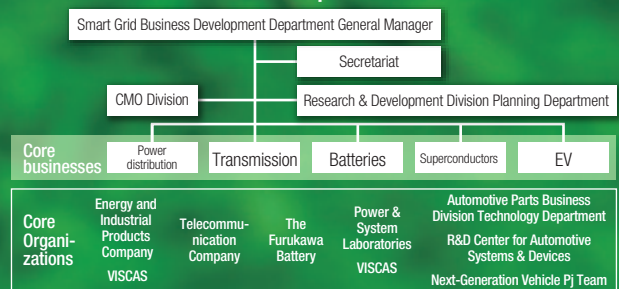 Smart Grid Business Development Department General Manager
Secretariat
CMO Division
Research & Development Division Planning Department
Core
businesses
Power
distribution
Transmission
Batteries
Superconductors
EV
Core
Organi-
zations
Energy and
Industrial
Products
Company
VISCAS
Telecommu-
nication
Company
The
Furukawa
Battery
Power &
System
Laboratories
VISCAS
Automotive Parts Business
Division Technology Department
R&D Center for Automotive
Systems & Devices
Next-Generation Vehicle Pj Team